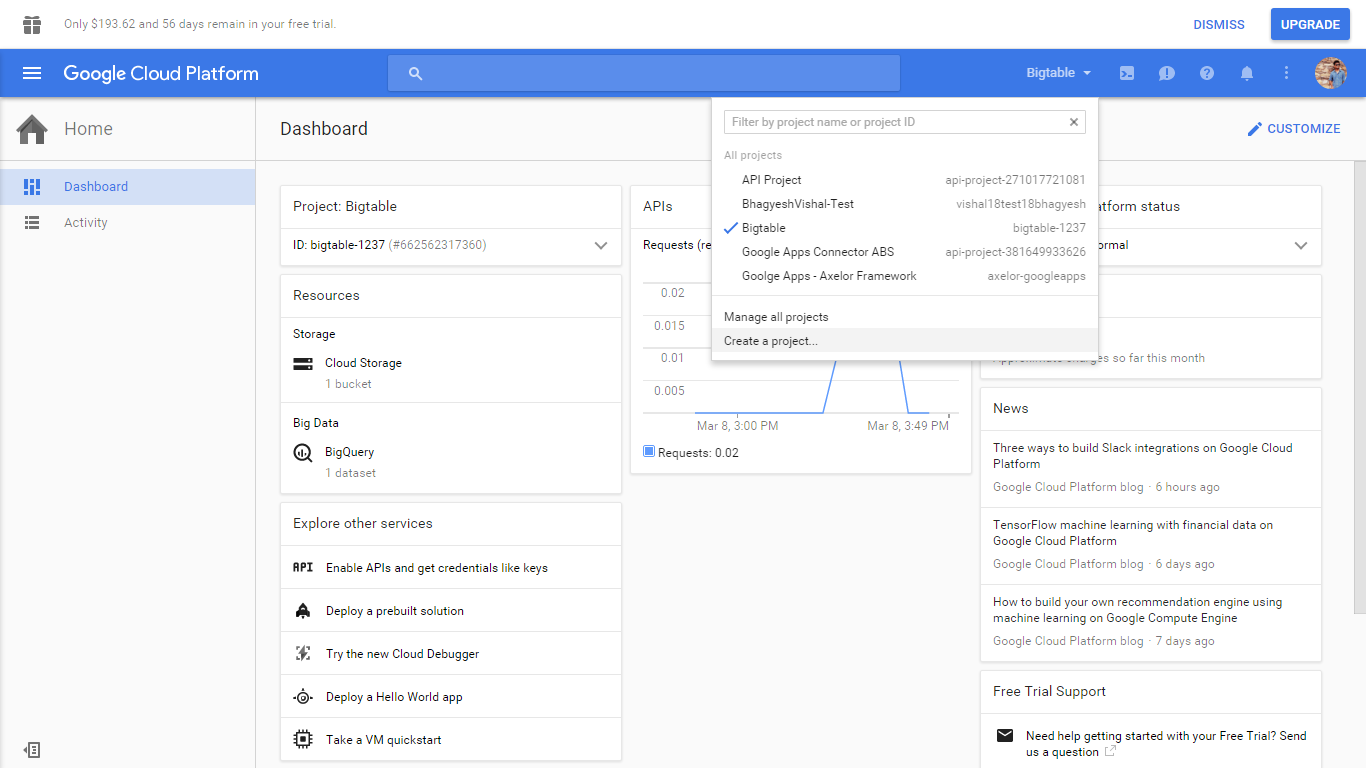 Only $193.62 and 56 days remain in your free trial.
DISMISS
UPGRADE
Google Cloud Platform
Bigtable
Home
Dashboard
CUSTOMIZE
Dashboard
Activity
Filter by project name or project ID
All projects
API Project api-project-271017721081
BhagyeshVishal-Test vishal18test18bhagyesh
Bigtable bigtable-1237
Google Apps Connector ABS api-project-381649933626
Goolge Apps - Axelor Framework axelor-googleapps
Manage all projects
Create a project...
Project: Bigtable
ID: bigtable-1237 (#662562317360)
Resources
Storage
Cloud Storage
1 bucket
Big Data
BigQuery
1 dataset
Explore other services
API Enable APIs and get credentials like keys
Deploy a prebuilt solution
Try the new Cloud Debugger
Deploy a Hello World app
Take a VM quickstart
APIs
Requests (re
0.02
0.015
0.01
0.005
Mar 8, 3:00 PM Mar 8, 3:49 PM
Requests: 0.02
atform status
ormal
so far this month
News
Three ways to build Slack integrations on Google Cloud
Platform
Google Cloud Platform blog · 6 hours ago
TensorFlow machine learning with financial data on
Google Cloud Platform
Google Cloud Platform blog · 6 days ago
How to build your own recommendation engine using
machine learning on Google Compute Engine
Google Cloud Platform blog · 7 days ago
Free Trial Support
Need help getting started with your Free Trial? Send
us a question